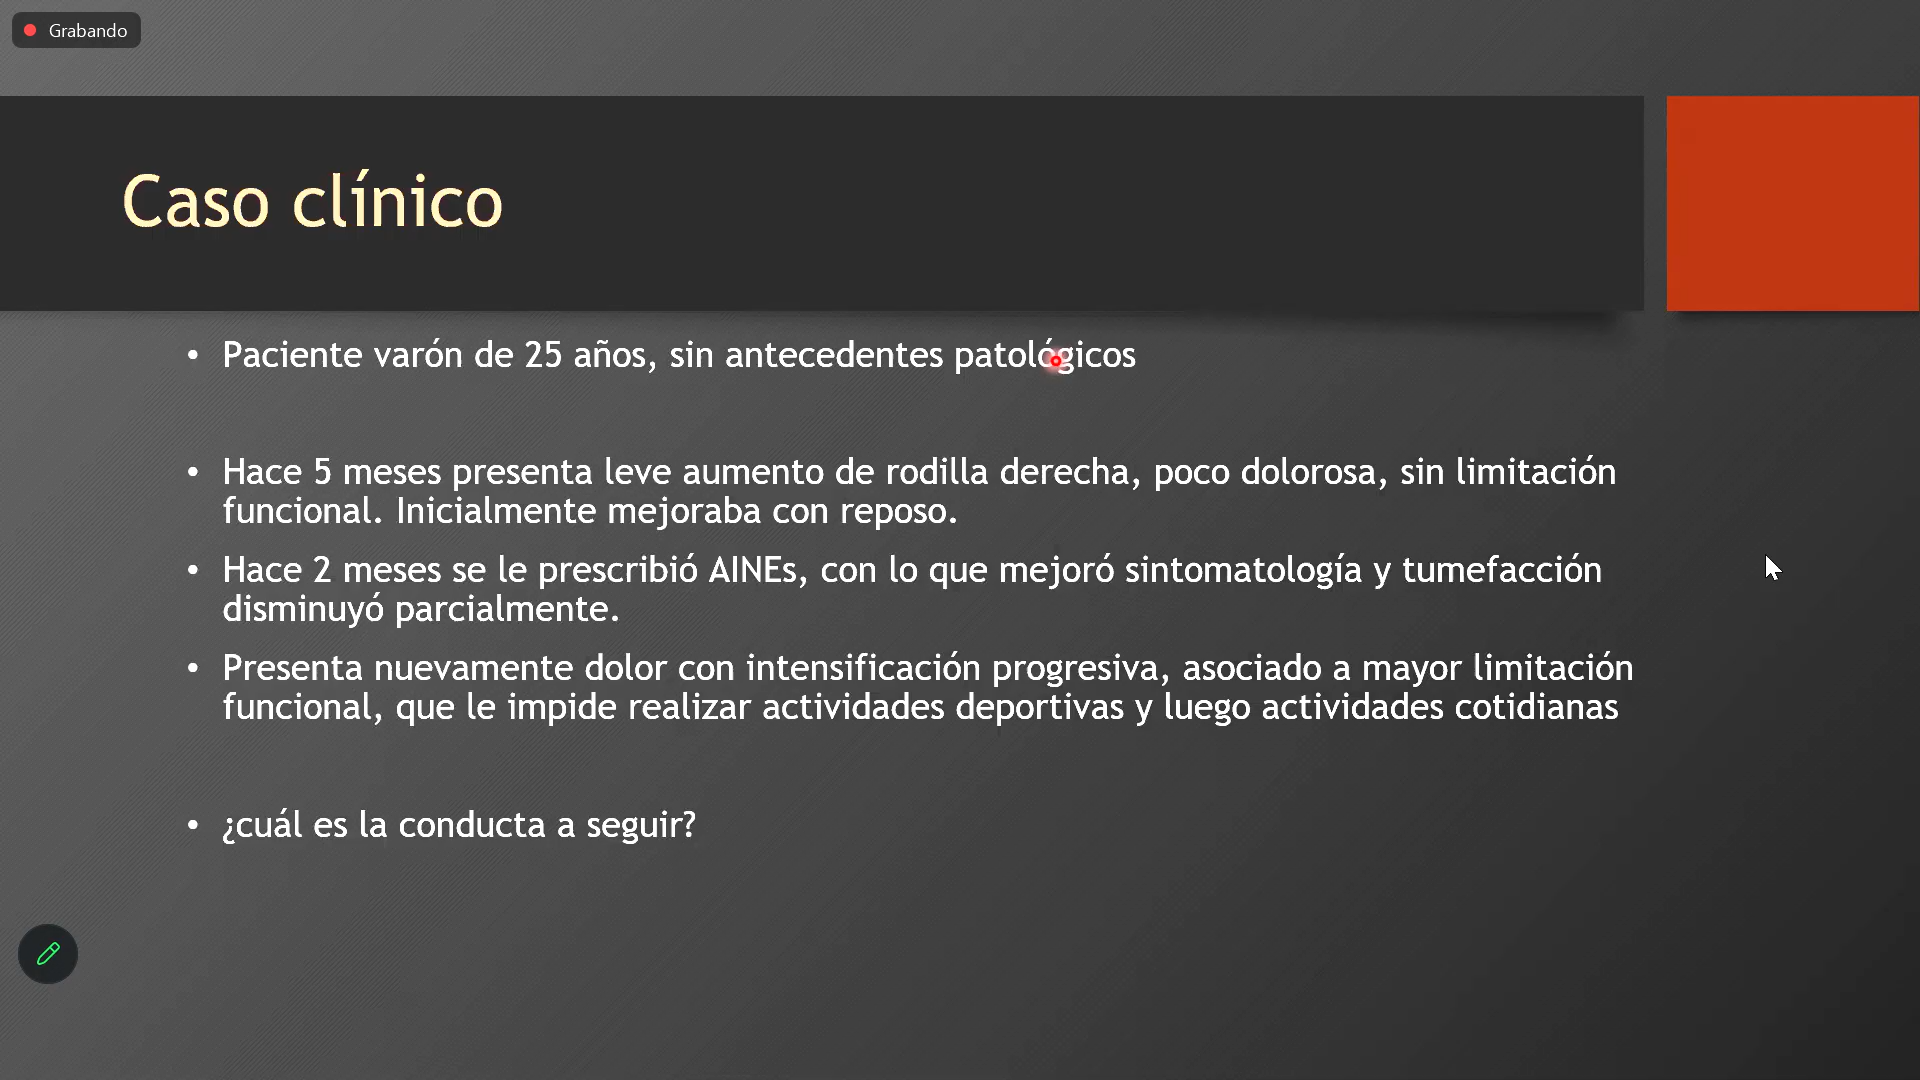 Grabando
Caso clínico
• Paciente varón de 25 años, sin antecedentes patológicos
• Hace 5 meses presenta leve aumento de rodilla derecha, poco dolorosa, sin limitación
funcional. Inicialmente mejoraba con reposo.
• Hace 2 meses se le prescribió AINEs, con lo que mejoró sintomatología y tumefacción
disminuyó parcialmente.
• Presenta nuevamente dolor con intensificación progresiva, asociado a mayor limitación
funcional, que le impide realizar actividades deportivas y luego actividades cotidianas
• ¿cuál es la conducta a seguir?